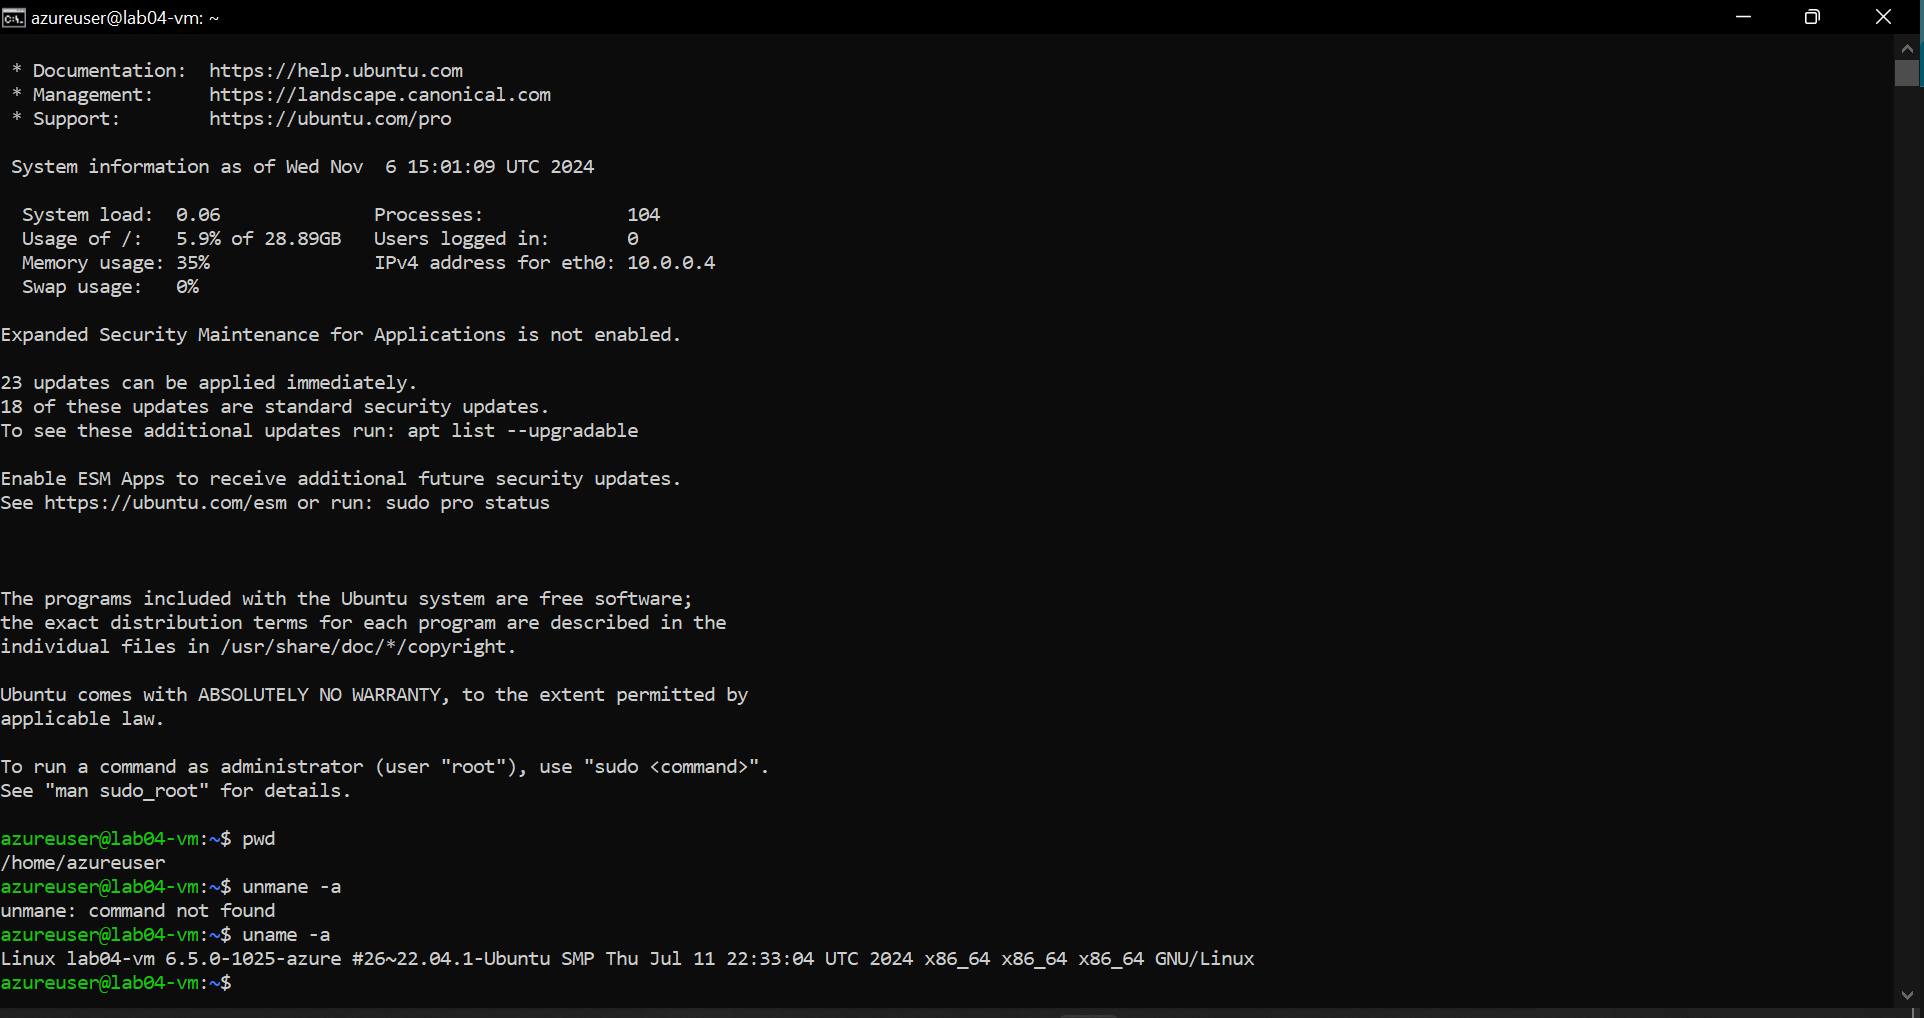 azureuser@lab04-vm: ~
* Documentation:  https://help.ubuntu.com
* Management:     https://landscape.canonical.com
* Support:        https://ubuntu.com/pro
System information as of Wed Nov  6 15:01:09 UTC 2024
System load:  0.06              Processes:             104
Usage of /:   5.9% of 28.89GB   Users logged in:       0
Memory usage: 35%               IPv4 address for eth0: 10.0.0.4
Swap usage:   0%
Expanded Security Maintenance for Applications is not enabled.
23 updates can be applied immediately.
18 of these updates are standard security updates.
To see these additional updates run: apt list --upgradable
Enable ESM Apps to receive additional future security updates.
See https://ubuntu.com/esm or run: sudo pro status
The programs included with the Ubuntu system are free software;
the exact distribution terms for each program are described in the
individual files in /usr/share/doc/*/copyright.
Ubuntu comes with ABSOLUTELY NO WARRANTY, to the extent permitted by
applicable law.
To run a command as administrator (user "root"), use "sudo <command>".
See "man sudo_root" for details.
azureuser@lab04-vm:~$ pwd
/home/azureuser
azureuser@lab04-vm:~$ unmane -a
unmane: command not found
azureuser@lab04-vm:~$ uname -a
Linux lab04-vm 6.5.0-1025-azure #26~22.04.1-Ubuntu SMP Thu Jul 11 22:33:04 UTC 2024 x86_64 x86_64 x86_64 GNU/Linux
azureuser@lab04-vm:~$